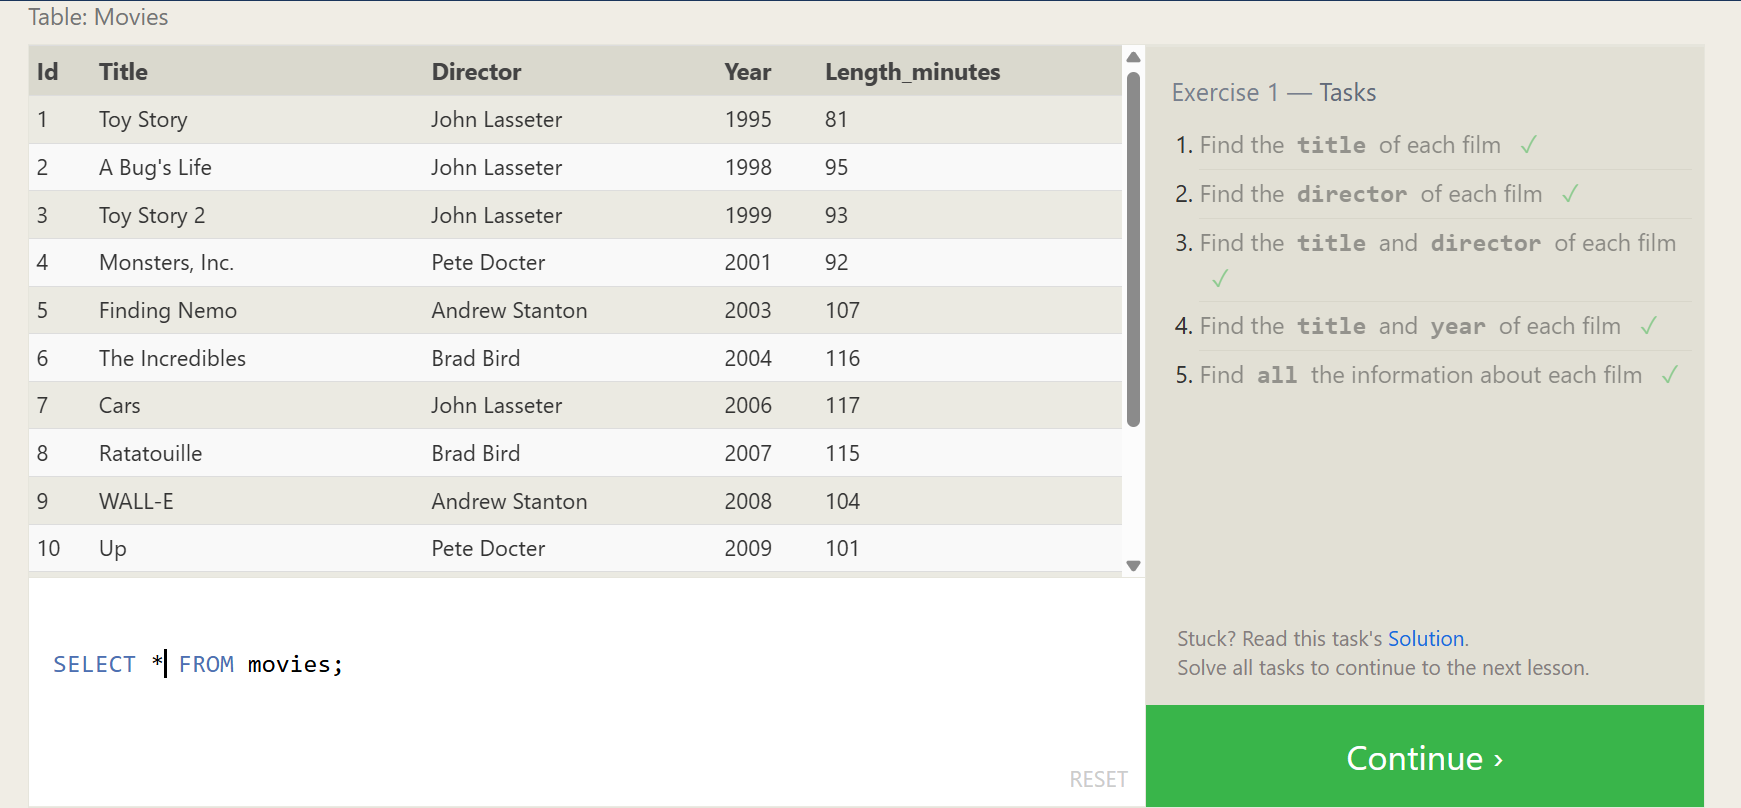 Table: Movies
Id Title Director Year Length_minutes
1 Toy Story John Lasseter 1995 81
2 A Bug's Life John Lasseter 1998 95
3 Toy Story 2 John Lasseter 1999 93
4 Monsters, Inc. Pete Docter 2001 92
5 Finding Nemo Andrew Stanton 2003 107
6 The Incredibles Brad Bird 2004 116
7 Cars John Lasseter 2006 117
8 Ratatouille Brad Bird 2007 115
9 WALL-E Andrew Stanton 2008 104
10 Up Pete Docter 2009 101
SELECT * FROM movies;
RESET
Exercise 1 — Tasks
1. Find the title of each film ✓
2. Find the director of each film ✓
3. Find the title and director of each film
✓
4. Find the title and year of each film ✓
5. Find all the information about each film ✓
Stuck? Read this task's Solution.
Solve all tasks to continue to the next lesson.
Continue ›